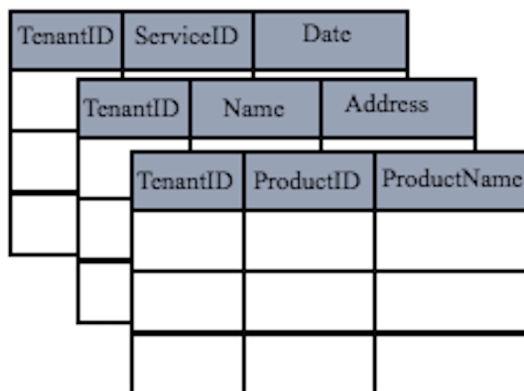 TenantID ServiceID Date
TenantID Name Address
TenantID ProductID ProductName